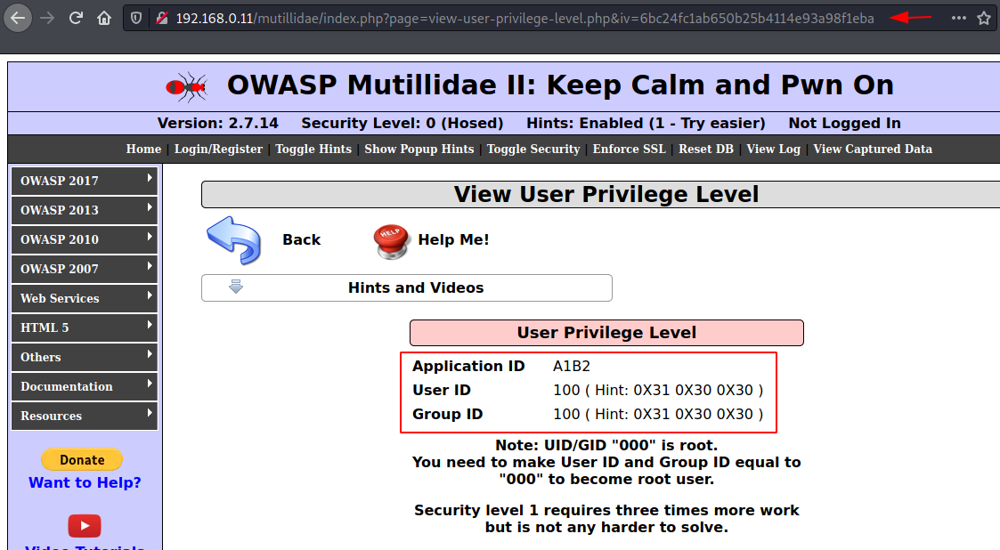 192.168.0.11/mutillidae/index.php?page=view-user-privilege-level.php&iv=6bc24fc1ab650b25b4114e93a98f1eba
OWASP Mutillidae II: Keep Calm and Pwn On
Version: 2.7.14 Security Level: 0 (Hosed) Hints: Enabled (1 - Try easier) Not Logged In
Home | Login/Register | Toggle Hints | Show Popup Hints | Toggle Security | Enforce SSL | Reset DB | View Log | View Captured Data
OWASP 2017
OWASP 2013
OWASP 2010
OWASP 2007
Web Services
HTML 5
Others
Documentation
Resources
Donate
Want to Help?
Video Tutorials
View User Privilege Level
Back
HELP
Help Me!
Hints and Videos
User Privilege Level
Application ID A1B2
User ID 100 ( Hint: 0X31 0X30 0X30 )
Group ID 100 ( Hint: 0X31 0X30 0X30 )
Note: UID/GID "000" is root.
You need to make User ID and Group ID equal to
"000" to become root user.
Security level 1 requires three times more work
but is not any harder to solve.